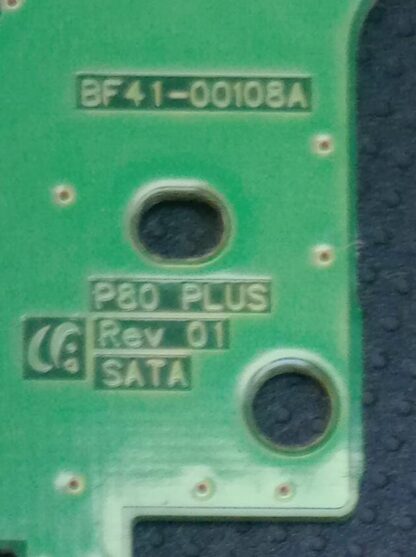 BF41-00108A
P80 PLUS
Rev 01
SATA